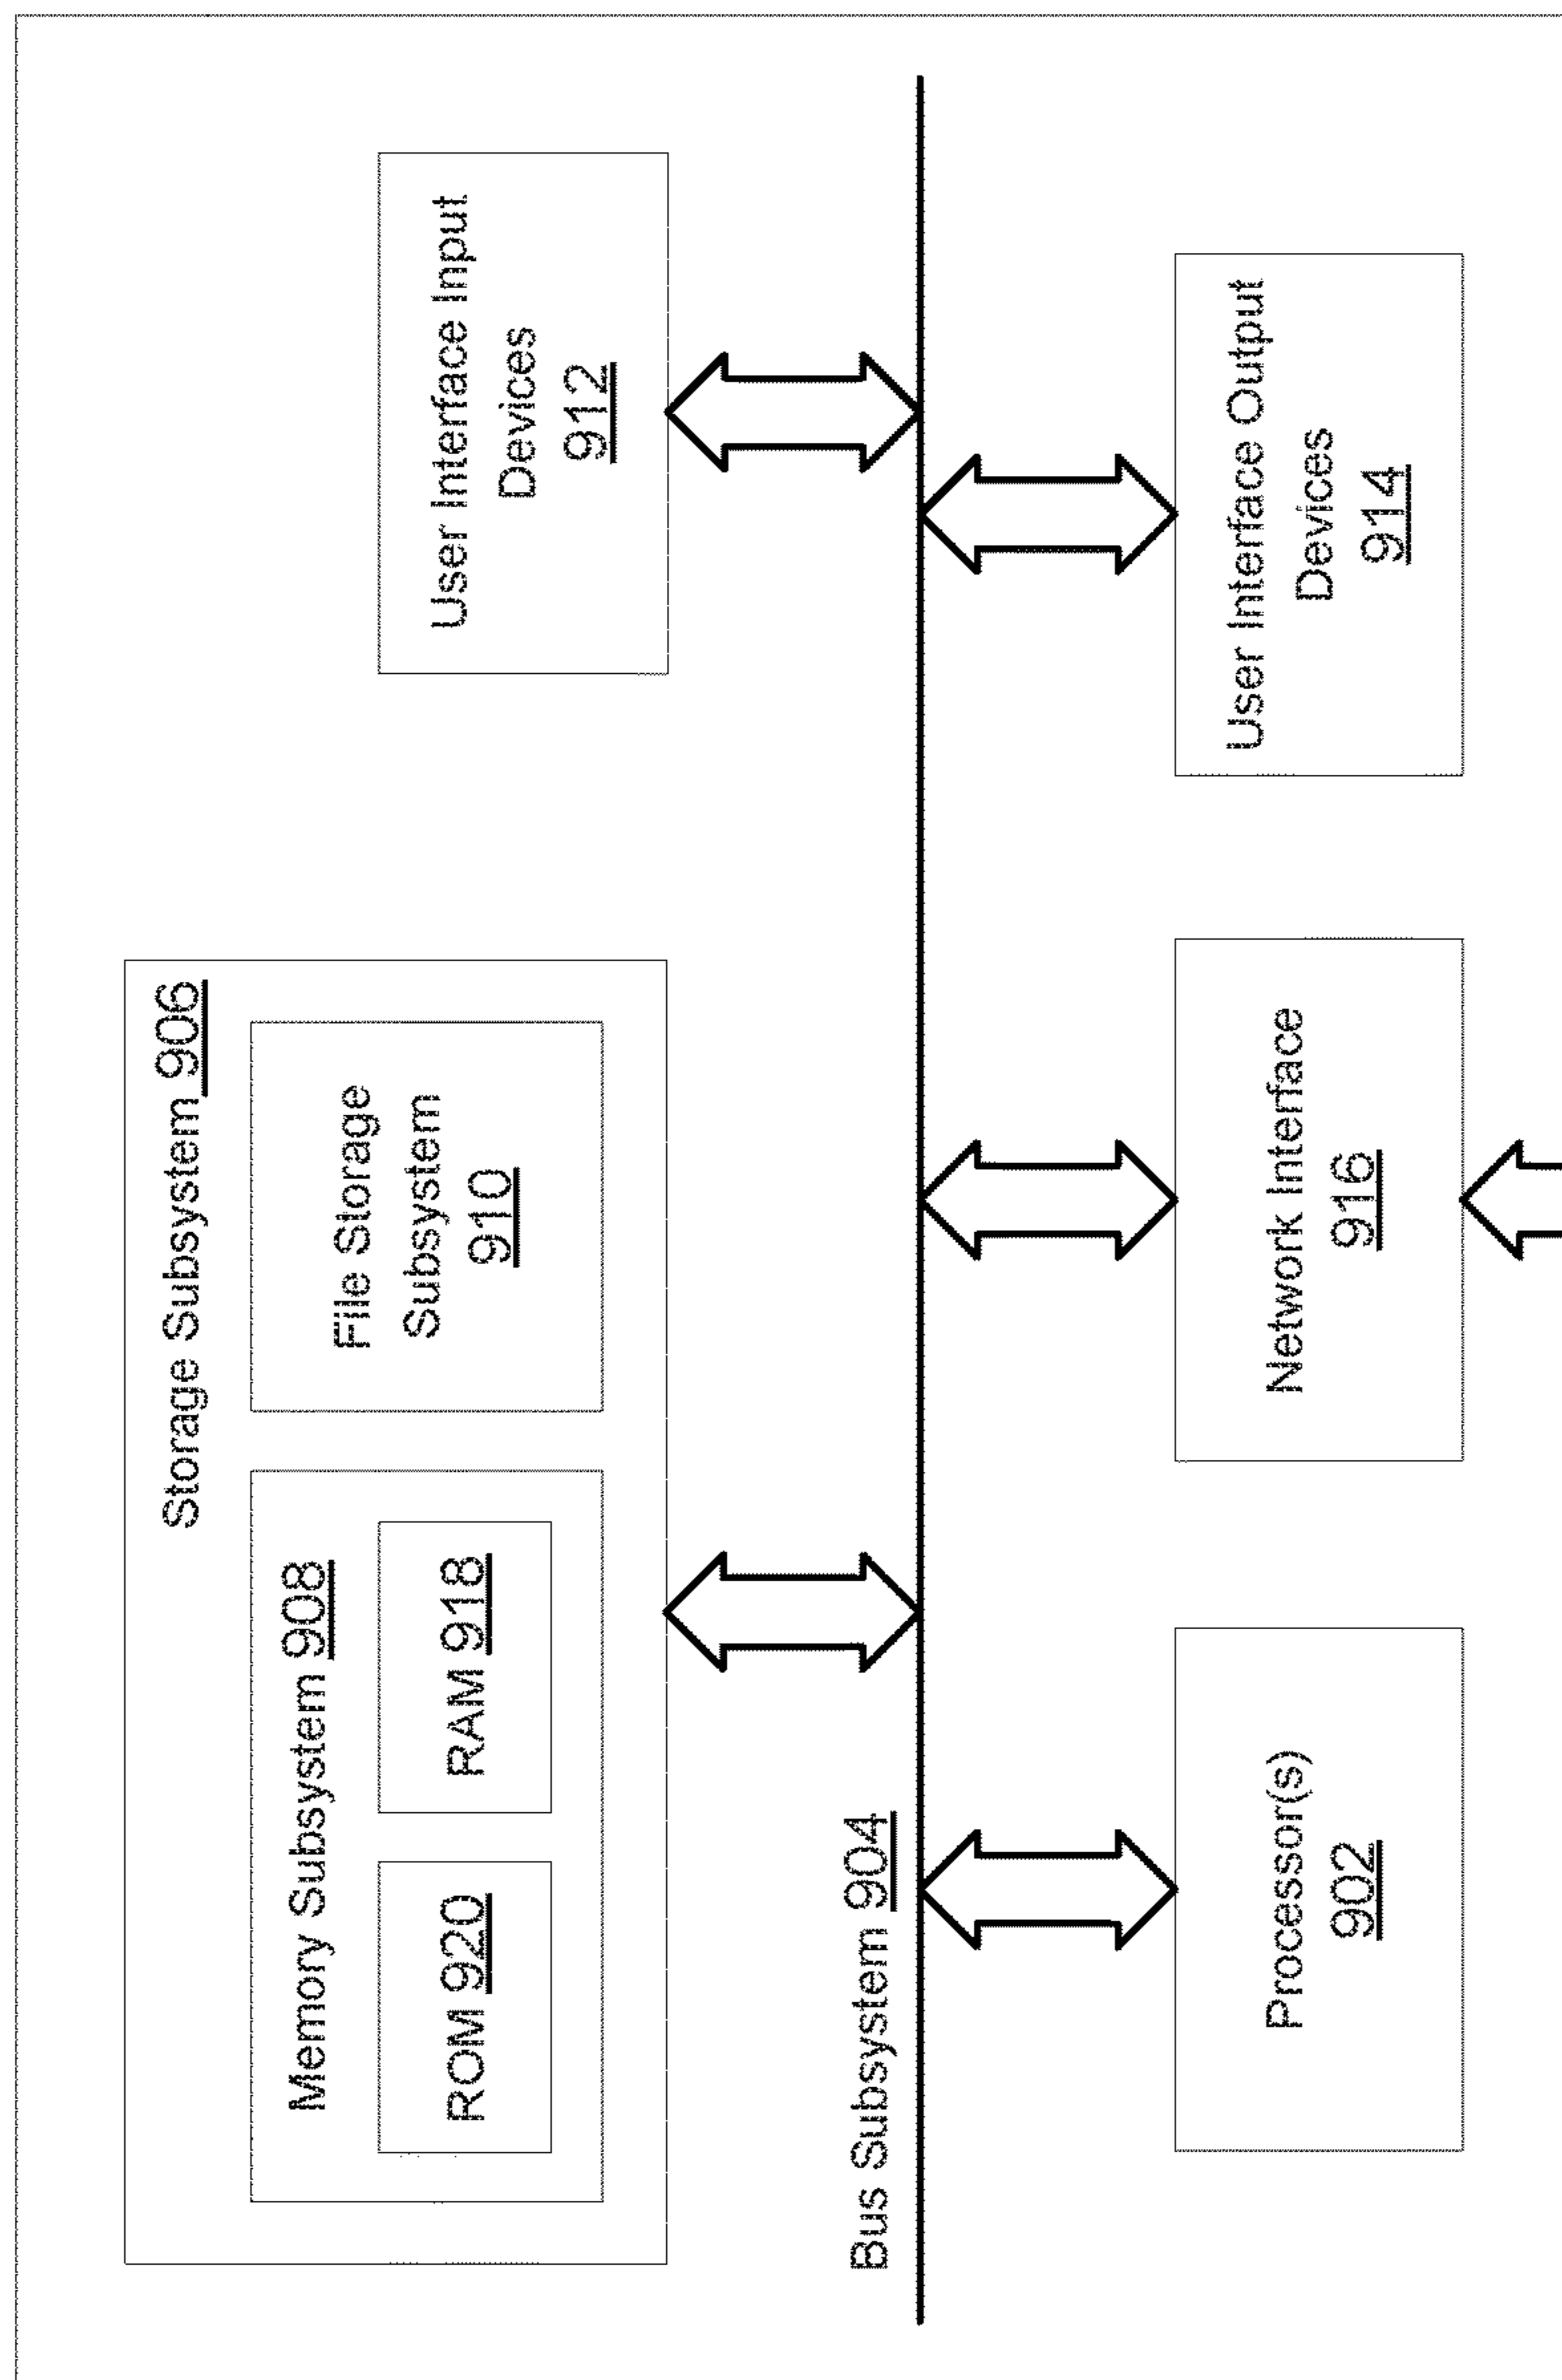 Storage Subsystem 906
Memory Subsystem 908
ROM 920
RAM 918
File Storage
Subsystem
910
User Interface Input
Devices
912
Bus Subsystem 904
Processor(s)
902
Network Interface
916
User Interface Output
Devices
914